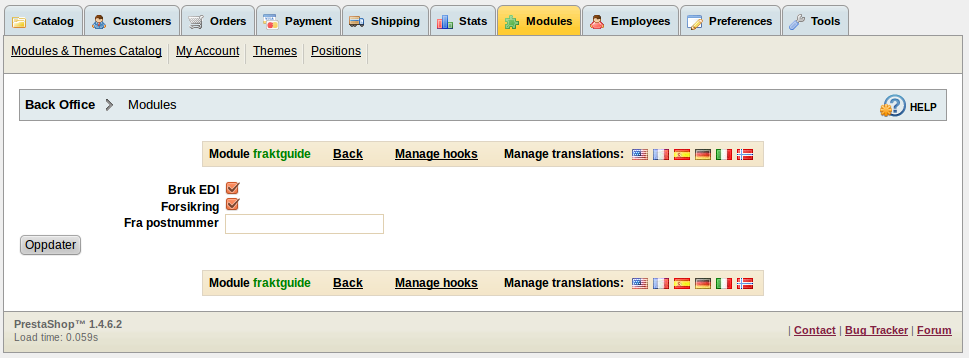 Catalog Customers Orders Payment Shipping Stats Modules Employees Preferences Tools
Modules & Themes Catalog My Account Themes Positions
Back Office Modules HELP
Module fraktguide Back Manage hooks Manage translations:
Bruk EDI
Forsikring
Fra postnummer
Oppdater
Module fraktguide Back Manage hooks Manage translations:
PrestaShop™ 1.4.6.2
Load time: 0.059s
| Contact | Bug Tracker | Forum